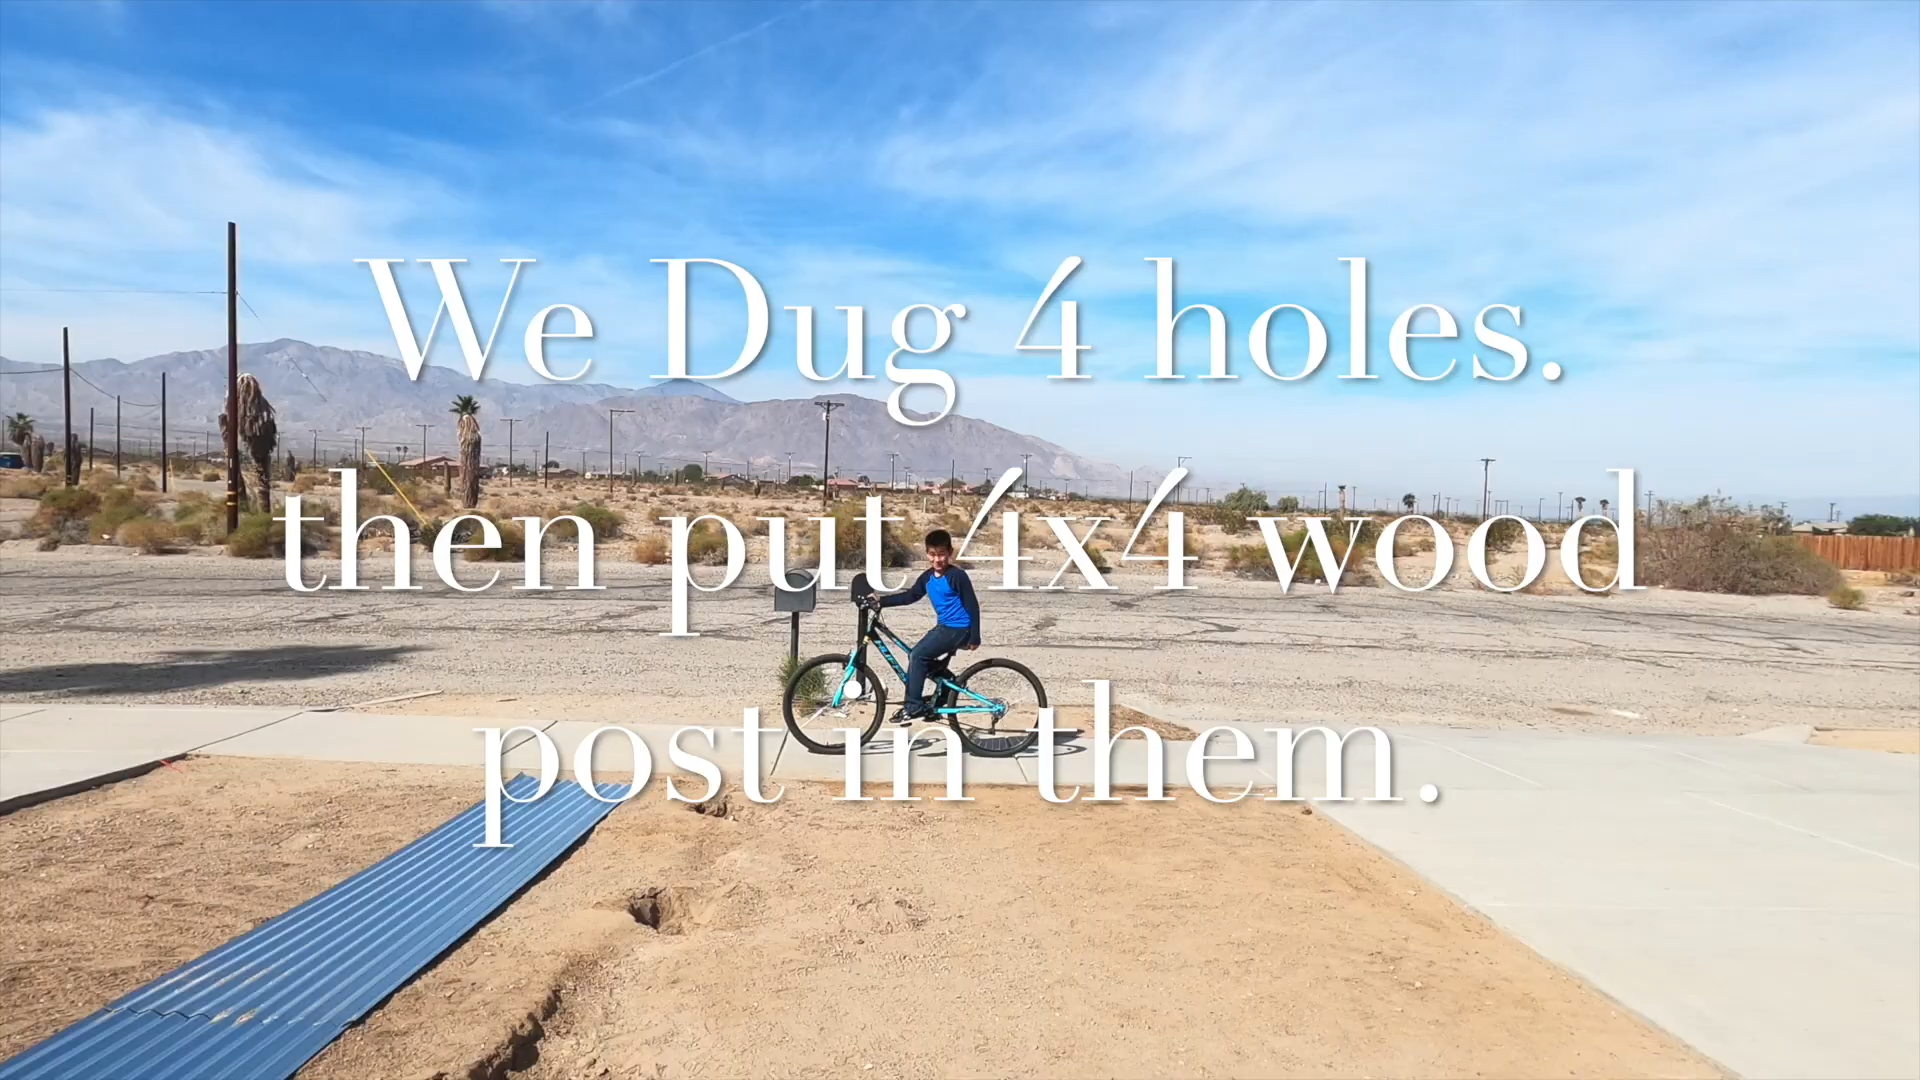 We Dug 4 holes.
then put 4x4 wood
post in them.